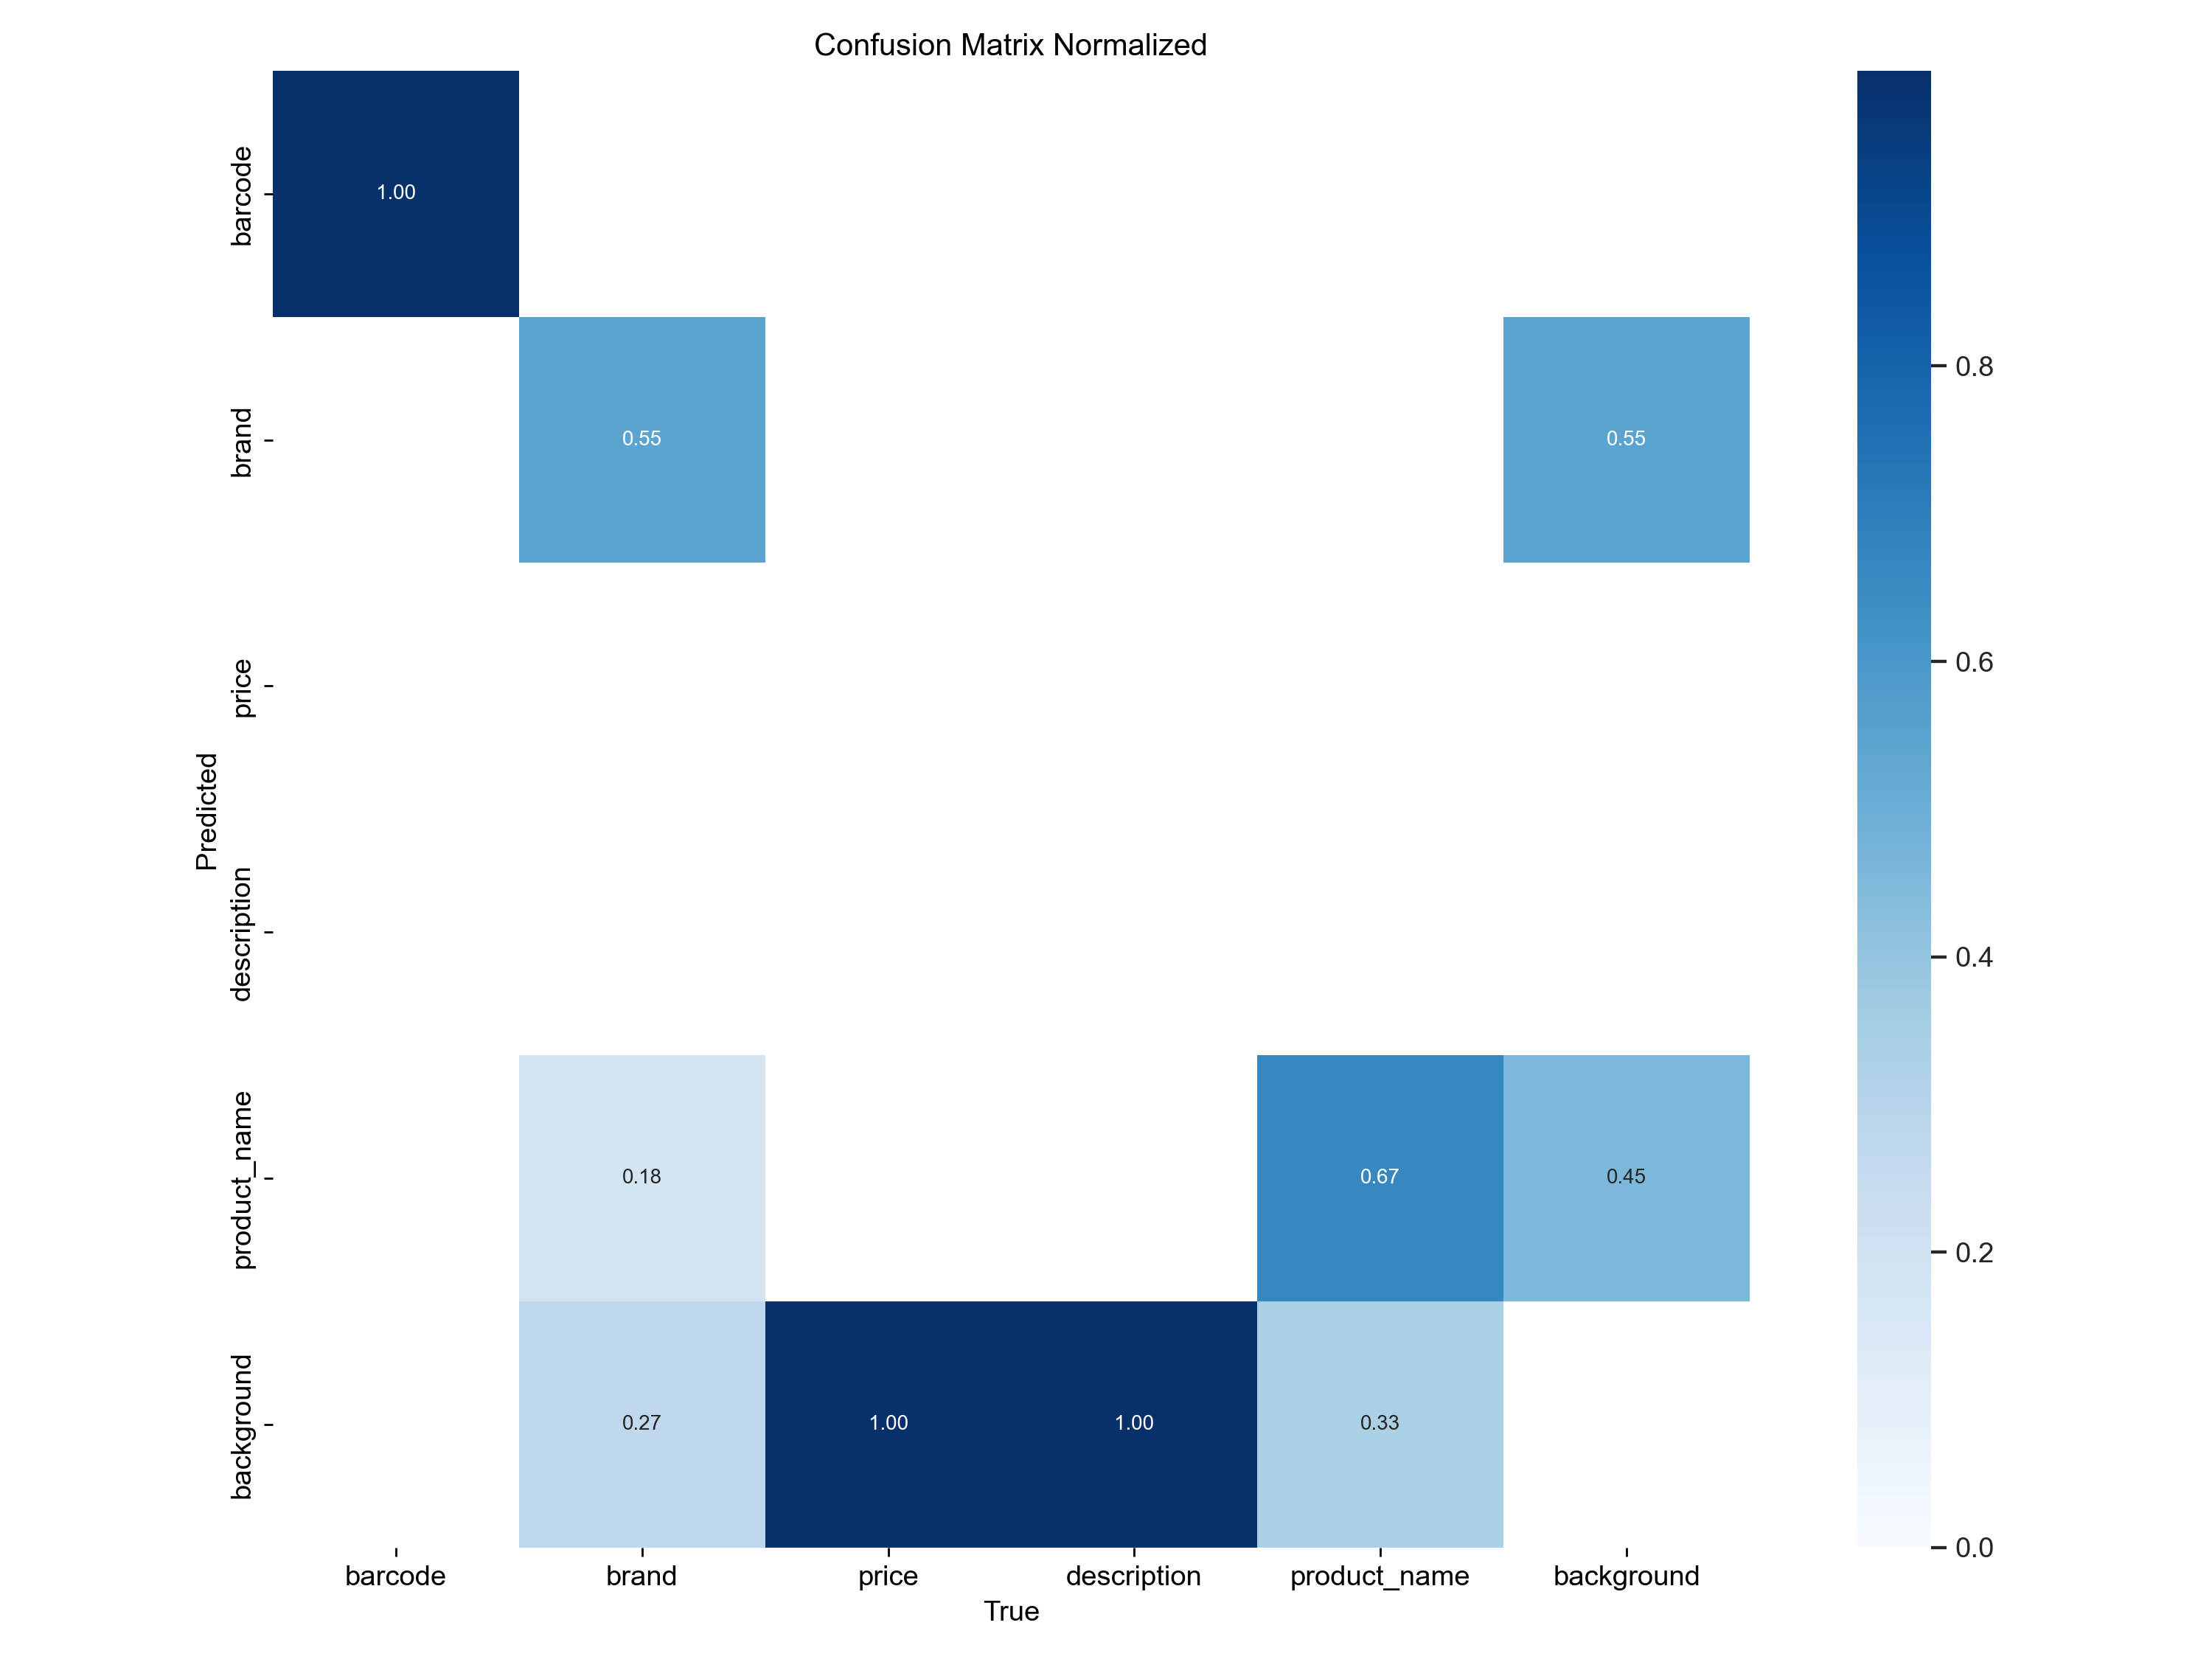 Confusion Matrix Normalized
barcode
1.00
brand
0.55
0.55
0.8
price
0.6
Predicted
description
0.4
product_name
0.18
0.67
0.45
0.2
background
0.27
1.00
1.00
0.33
0.0
barcode brand price description product_name background
True